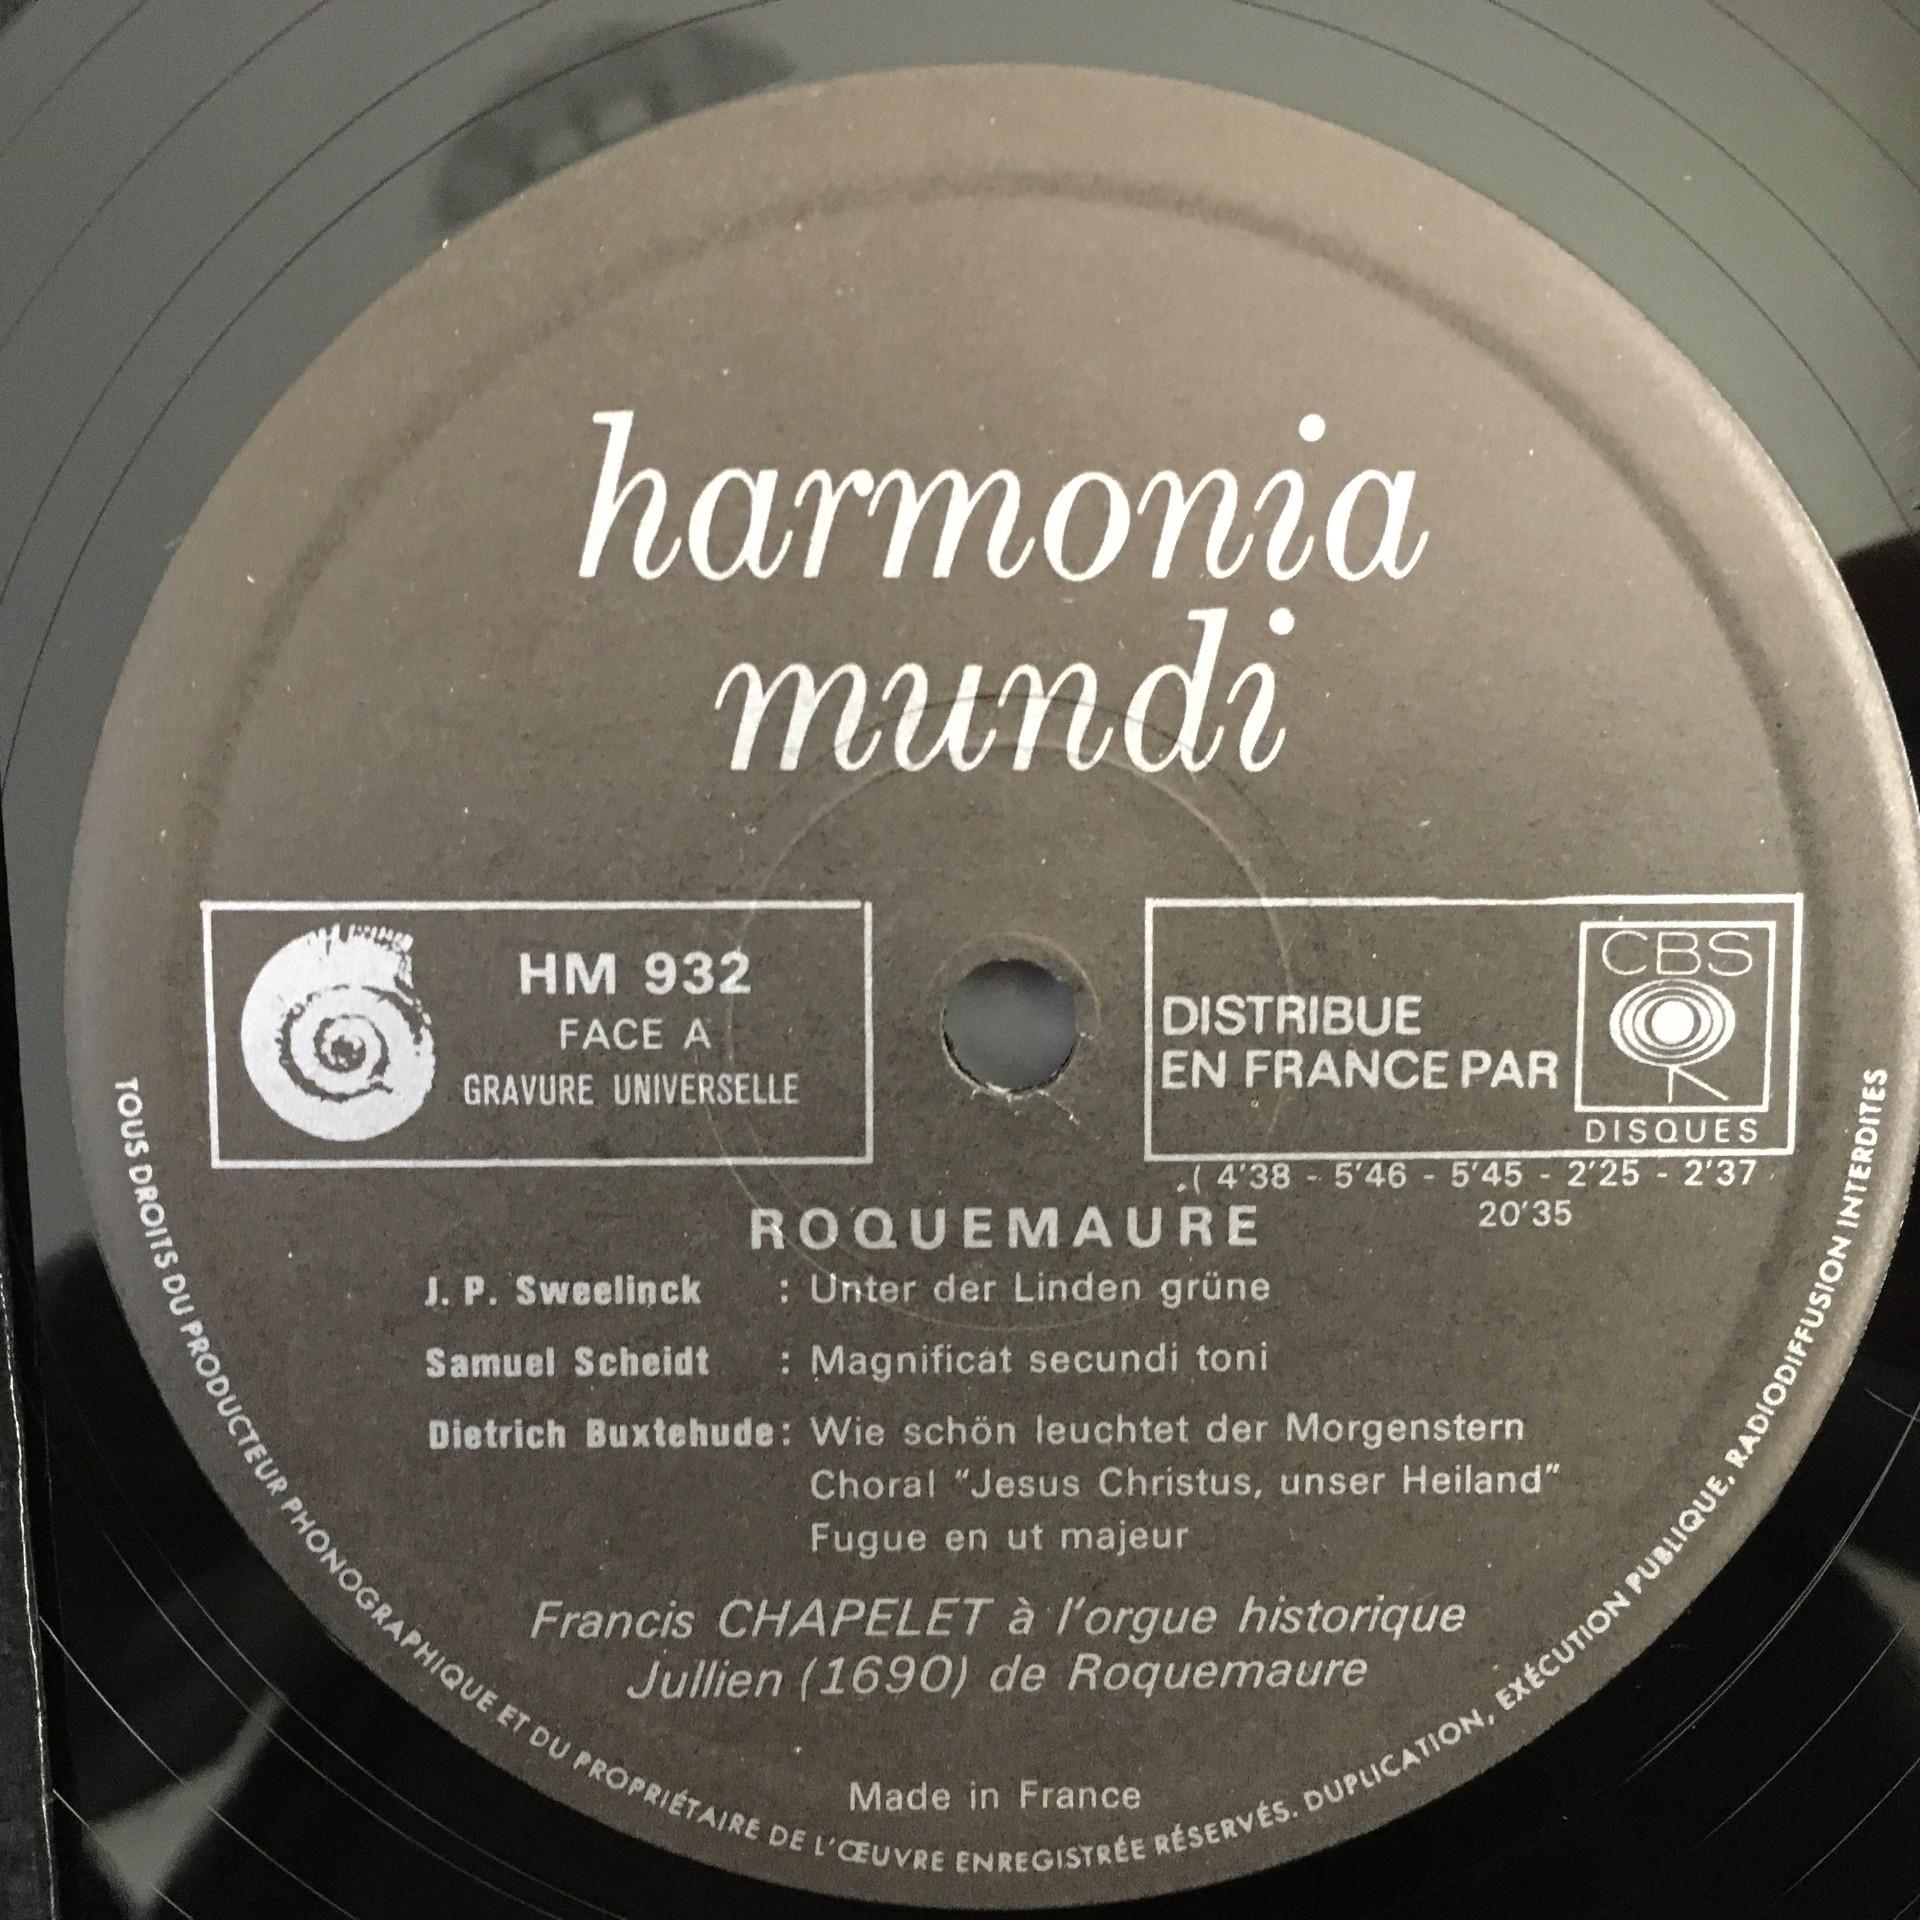 harmonia
mundi
HM 932
FACE A
GRAVURE UNIVERSELLE
DISTRIBUE
EN FRANCE PAR
CBS
DISQUES
( 4'38 - 5'46 - 5'45 - 2'25 - 2'37
20'35
ROQUEMAURE
J. P. Sweelinck : Unter der Linden grüne
Samuel Scheidt : Magnificat secundi toni
Dietrich Buxtehude : Wie schön leuchtet der Morgenstern
Choral "Jesus Christus, unser Heiland"
Fugue en ut majeur
Francis CHAPELET à l'orgue historique
Jullien (1690) de Roquemaure
Made in France
TOUS DROITS DU PRODUCTEUR PHONOGRAPHIQUE ET DU PROPRIÉTAIRE DE L'ŒUVRE ENREGISTRÉE RÉSERVÉS. DUPLICATION, EXÉCUTION PUBLIQUE, RADIODIFFUSION INTERDITES